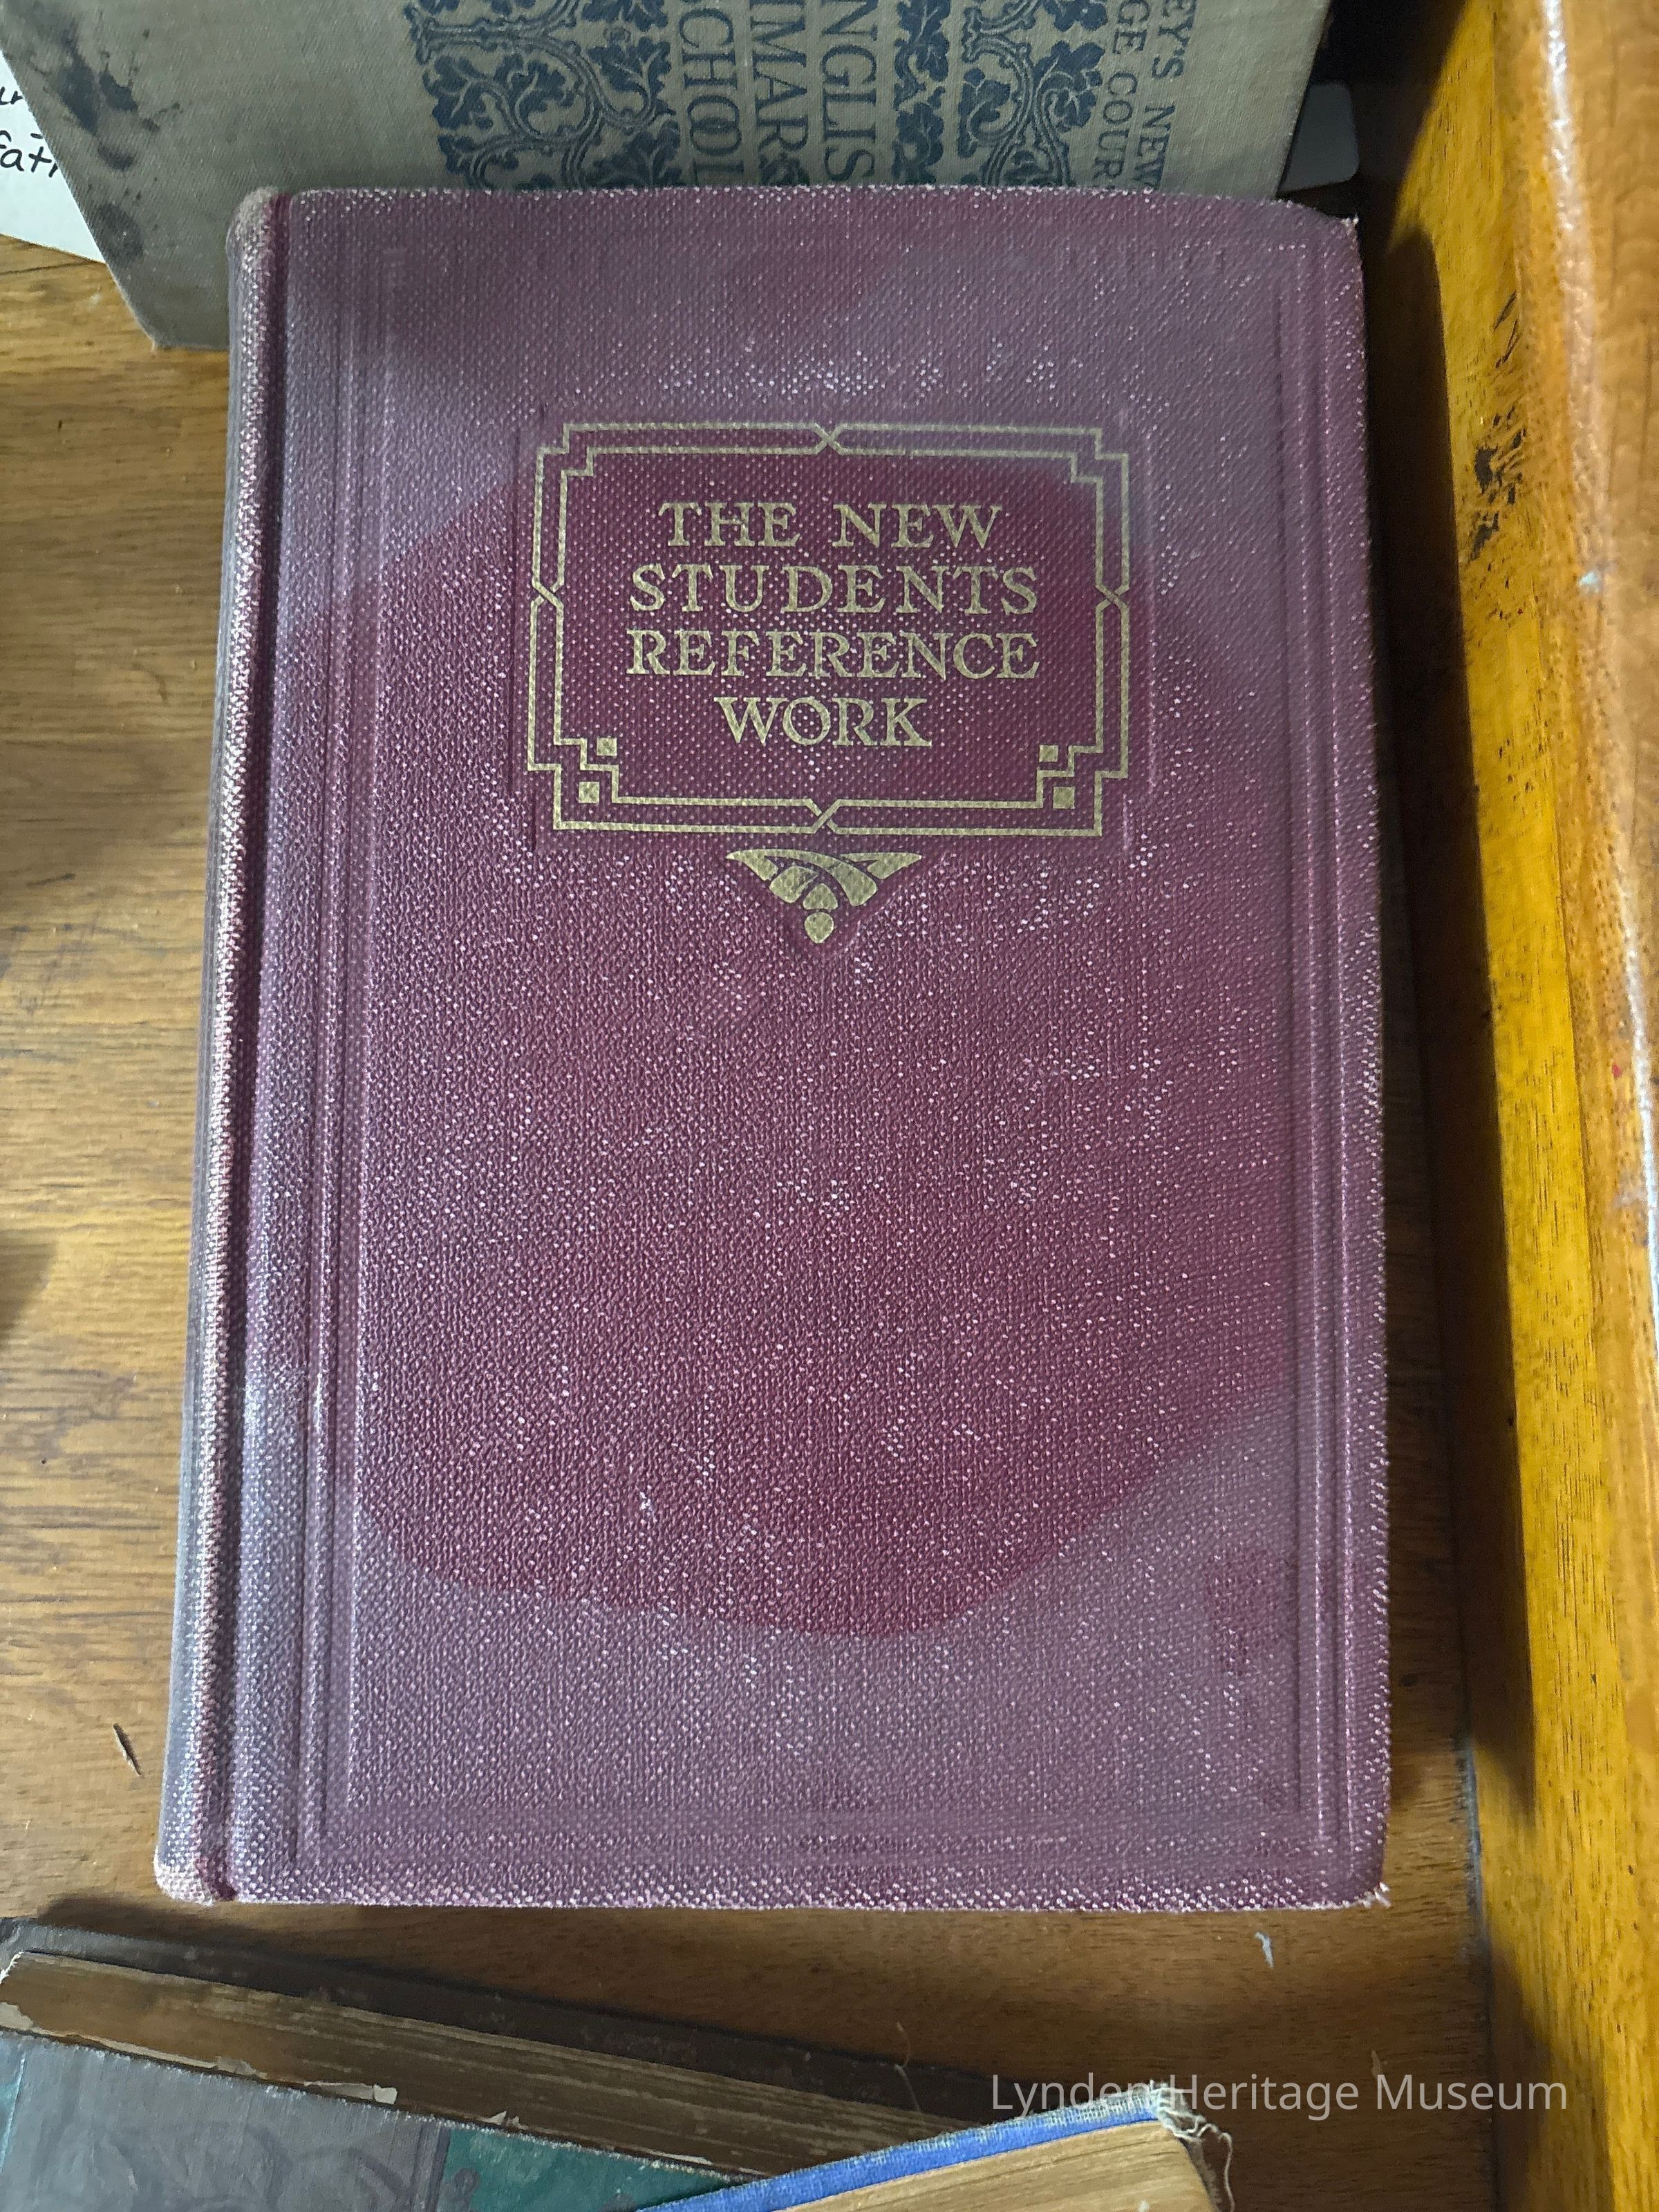 THE NEW
STUDENTS
REFERENCE
WORK
Lynden Heritage Museum